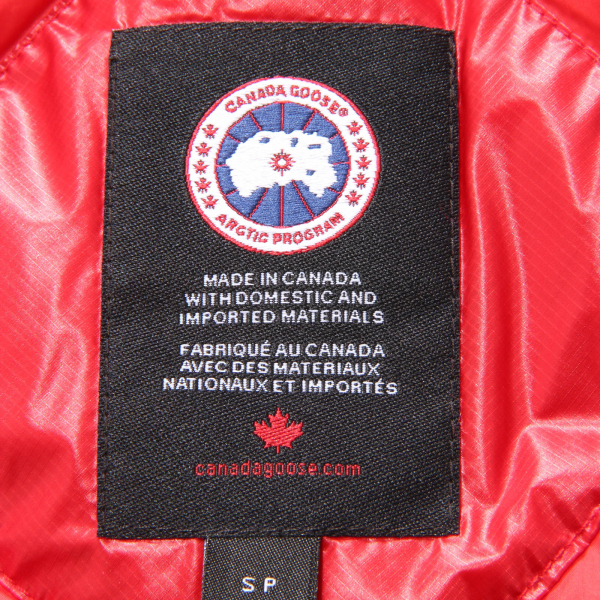 CANADA GOOSE®
ARCTIC PROGRAM
MADE IN CANADA
WITH DOMESTIC AND
IMPORTED MATERIALS
FABRIQUÉ AU CANADA
AVEC DES MATERIAUX
NATIONAUX ET IMPORTÉS
canadagoose.com
S P